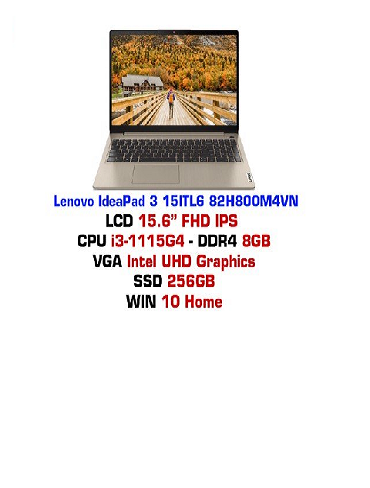 Lenovo IdeaPad 3 15ITL6 82H800M4VN
LCD 15.6” FHD IPS
CPU i3-1115G4 - DDR4 8GB
VGA Intel UHD Graphics
SSD 256GB
WIN 10 Home